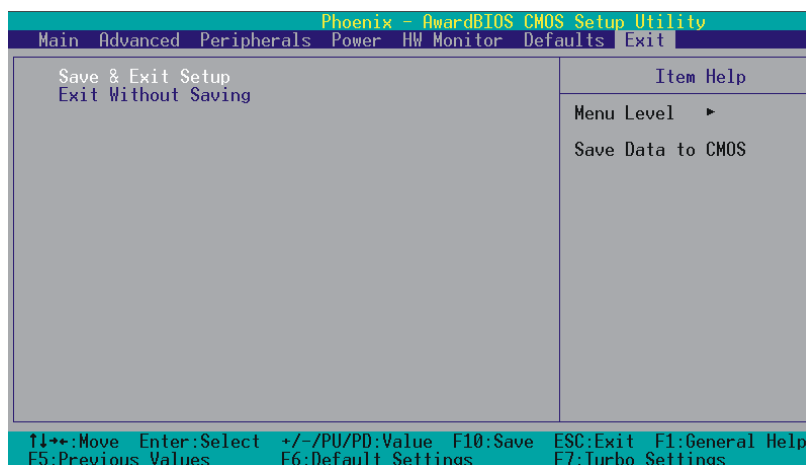 Phoenix - AwardBIOS CMOS Setup Utility
Main Advanced Peripherals Power HW Monitor Defaults Exit
Save & Exit Setup
Exit Without Saving
Item Help
Menu Level ►
Save Data to CMOS
↑↓→←:Move Enter:Select +/-/PU/PD:Value F10:Save ESC:Exit F1:General Help
F5:Previous Values F6:Default Settings F7:Turbo Settings